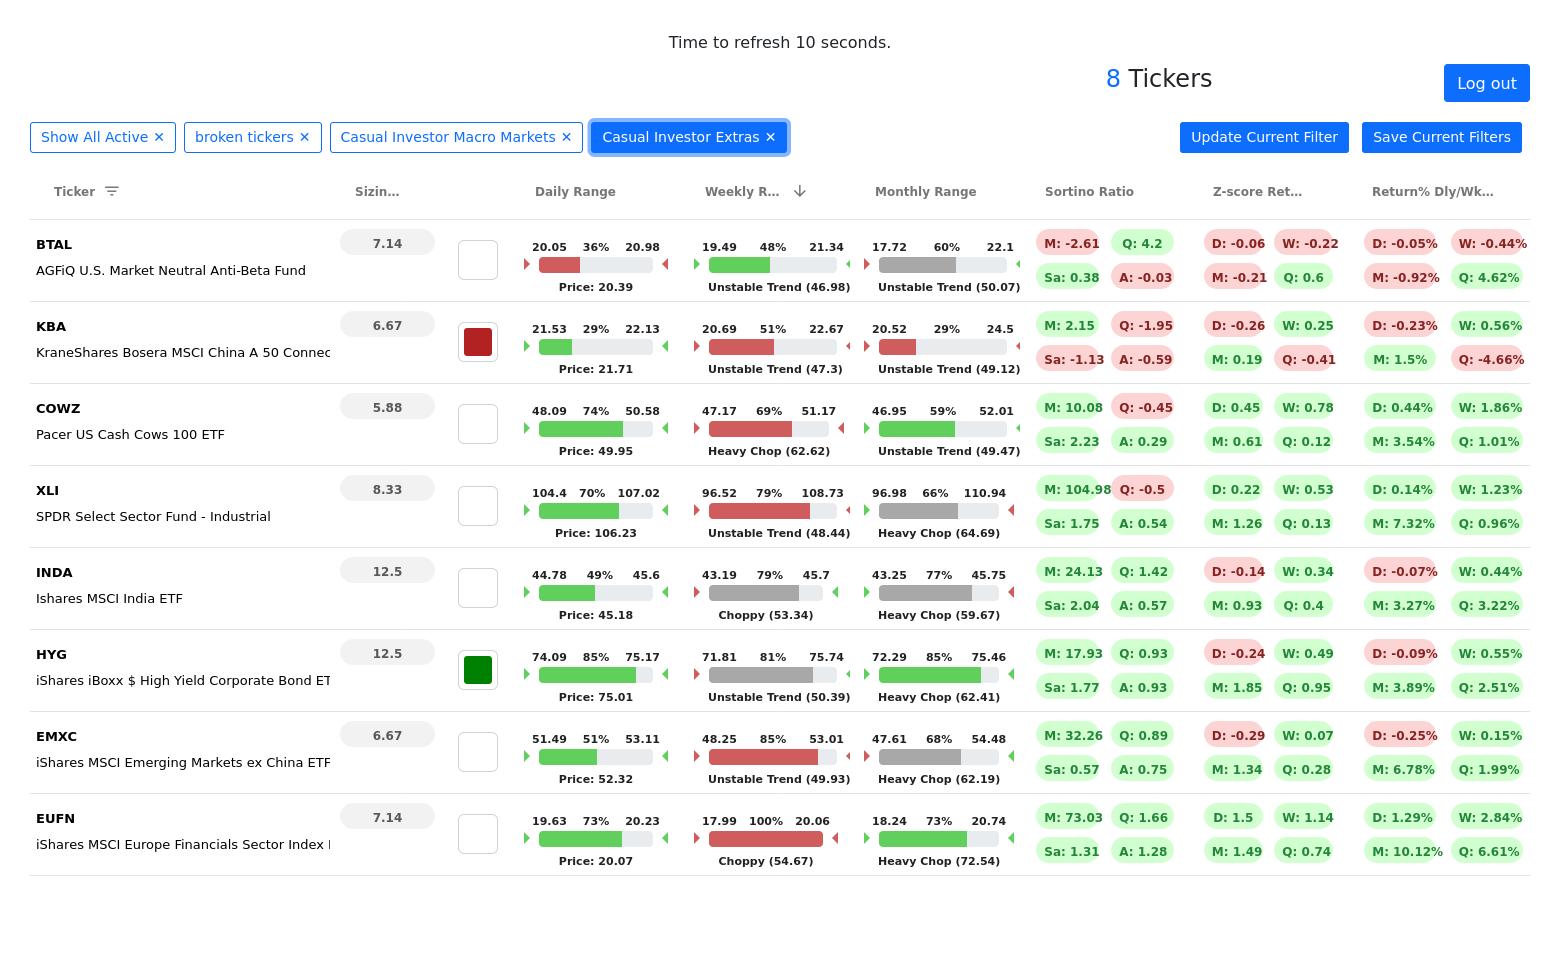 Time to refresh 10 seconds.
8 Tickers
Log out
Show All Active ✕ broken tickers ✕ Casual Investor Macro Markets ✕ Casual Investor Extras ✕ Update Current Filter Save Current Filters
Ticker Sizin… Daily Range Weekly R… Monthly Range Sortino Ratio Z-score Ret… Return% Dly/Wk…
BTAL 7.14 20.05 36% 20.98 19.49 48% 21.34 17.72 60% 22.1 M: -2.61 Q: 4.2 D: -0.06 W: -0.22 D: -0.05% W: -0.44%
AGFiQ U.S. Market Neutral Anti-Beta Fund Price: 20.39 Unstable Trend (46.98) Unstable Trend (50.07) Sa: 0.38 A: -0.03 M: -0.21 Q: 0.6 M: -0.92% Q: 4.62%
KBA 6.67 21.53 29% 22.13 20.69 51% 22.67 20.52 29% 24.5 M: 2.15 Q: -1.95 D: -0.26 W: 0.25 D: -0.23% W: 0.56%
KraneShares Bosera MSCI China A 50 Connec Price: 21.71 Unstable Trend (47.3) Unstable Trend (49.12) Sa: -1.13 A: -0.59 M: 0.19 Q: -0.41 M: 1.5% Q: -4.66%
COWZ 5.88 48.09 74% 50.58 47.17 69% 51.17 46.95 59% 52.01 M: 10.08 Q: -0.45 D: 0.45 W: 0.78 D: 0.44% W: 1.86%
Pacer US Cash Cows 100 ETF Price: 49.95 Heavy Chop (62.62) Unstable Trend (49.47) Sa: 2.23 A: 0.29 M: 0.61 Q: 0.12 M: 3.54% Q: 1.01%
XLI 8.33 104.4 70% 107.02 96.52 79% 108.73 96.98 66% 110.94 M: 104.98 Q: -0.5 D: 0.22 W: 0.53 D: 0.14% W: 1.23%
SPDR Select Sector Fund - Industrial Price: 106.23 Unstable Trend (48.44) Heavy Chop (64.69) Sa: 1.75 A: 0.54 M: 1.26 Q: 0.13 M: 7.32% Q: 0.96%
INDA 12.5 44.78 49% 45.6 43.19 79% 45.7 43.25 77% 45.75 M: 24.13 Q: 1.42 D: -0.14 W: 0.34 D: -0.07% W: 0.44%
Ishares MSCI India ETF Price: 45.18 Choppy (53.34) Heavy Chop (59.67) Sa: 2.04 A: 0.57 M: 0.93 Q: 0.4 M: 3.27% Q: 3.22%
HYG 12.5 74.09 85% 75.17 71.81 81% 75.74 72.29 85% 75.46 M: 17.93 Q: 0.93 D: -0.24 W: 0.49 D: -0.09% W: 0.55%
iShares iBoxx $ High Yield Corporate Bond ET Price: 75.01 Unstable Trend (50.39) Heavy Chop (62.41) Sa: 1.77 A: 0.93 M: 1.85 Q: 0.95 M: 3.89% Q: 2.51%
EMXC 6.67 51.49 51% 53.11 48.25 85% 53.01 47.61 68% 54.48 M: 32.26 Q: 0.89 D: -0.29 W: 0.07 D: -0.25% W: 0.15%
iShares MSCI Emerging Markets ex China ETF Price: 52.32 Unstable Trend (49.93) Heavy Chop (62.19) Sa: 0.57 A: 0.75 M: 1.34 Q: 0.28 M: 6.78% Q: 1.99%
EUFN 7.14 19.63 73% 20.23 17.99 100% 20.06 18.24 73% 20.74 M: 73.03 Q: 1.66 D: 1.5 W: 1.14 D: 1.29% W: 2.84%
iShares MSCI Europe Financials Sector Index Price: 20.07 Choppy (54.67) Heavy Chop (72.54) Sa: 1.31 A: 1.28 M: 1.49 Q: 0.74 M: 10.12% Q: 6.61%